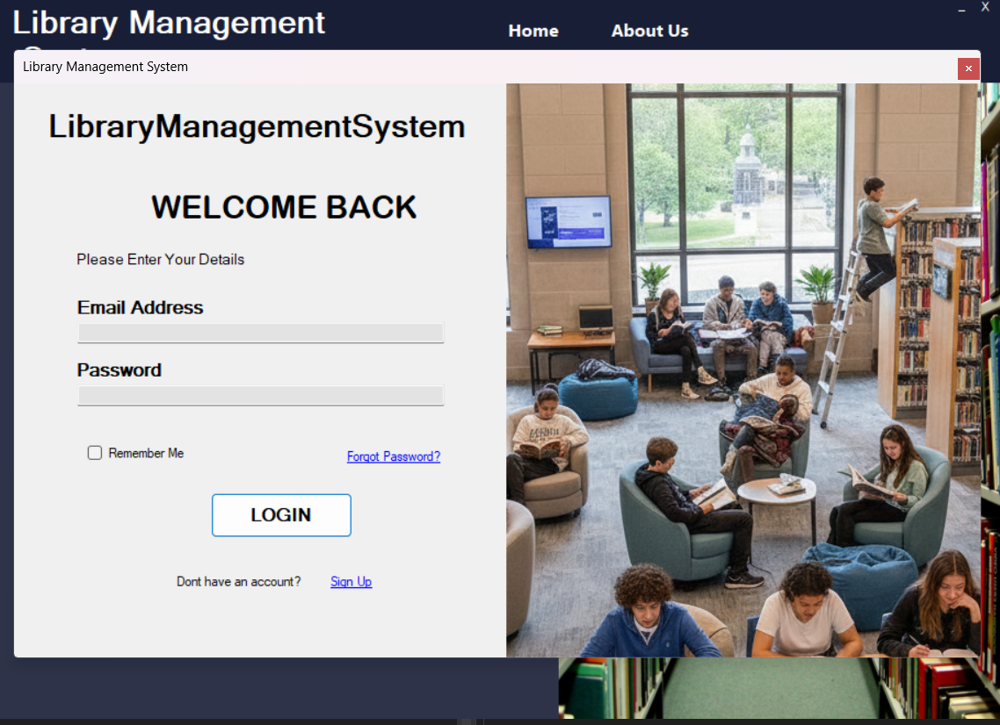 Library Management
_ X
Home
About Us
Library Management System
LibraryManagementSystem
WELCOME BACK
Please Enter Your Details
Email Address
Password
Remember Me
Forgot Password?
LOGIN
Dont have an account?
Sign Up